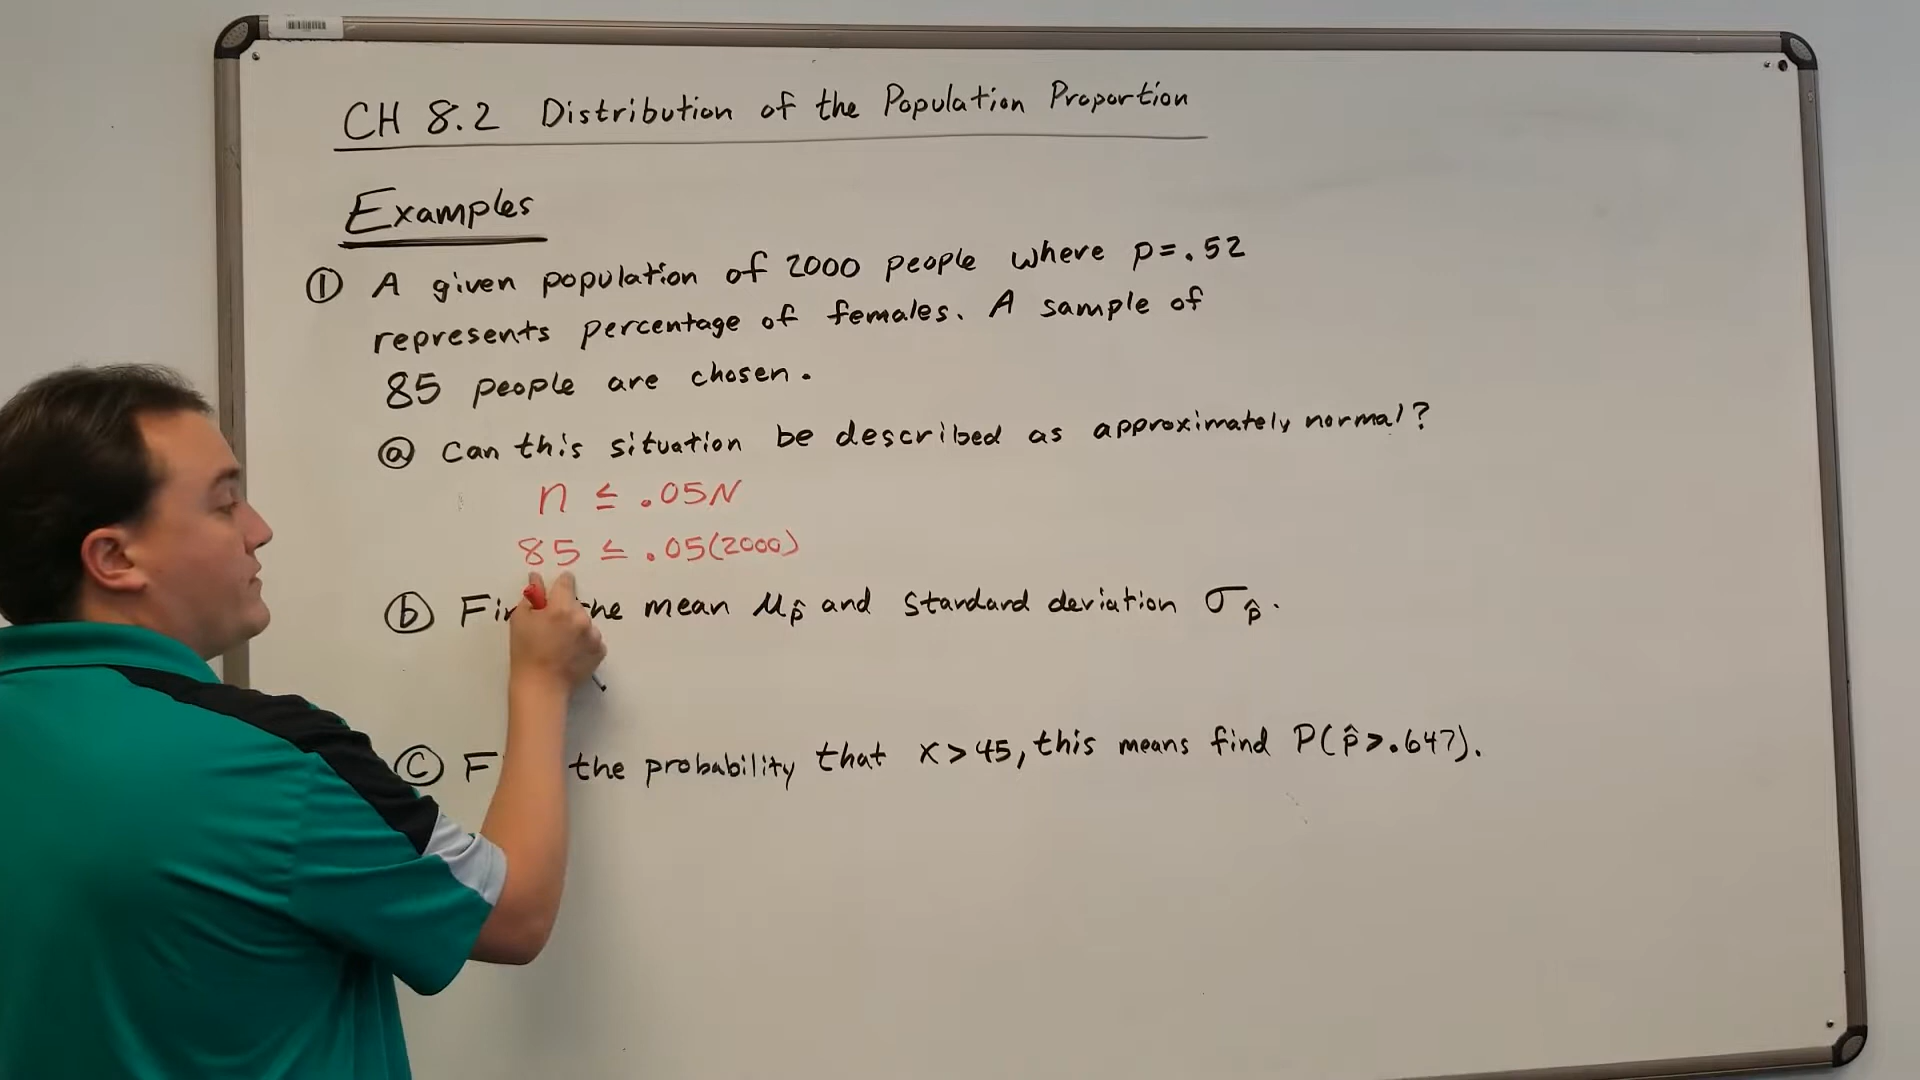 CH 8.2 Distribution of the Population Proportion
Examples
① A given population of 2000 people where p=.52
represents percentage of females. A sample of
85 people are chosen.
ⓐ Can this situation be described as approximately normal?
n ≤ .05N
85 ≤ .05(2000)
ⓑ the mean μp̂ and standard deviation σp̂.
ⓒ the probability that x>45, this means find P(p̂>.647).